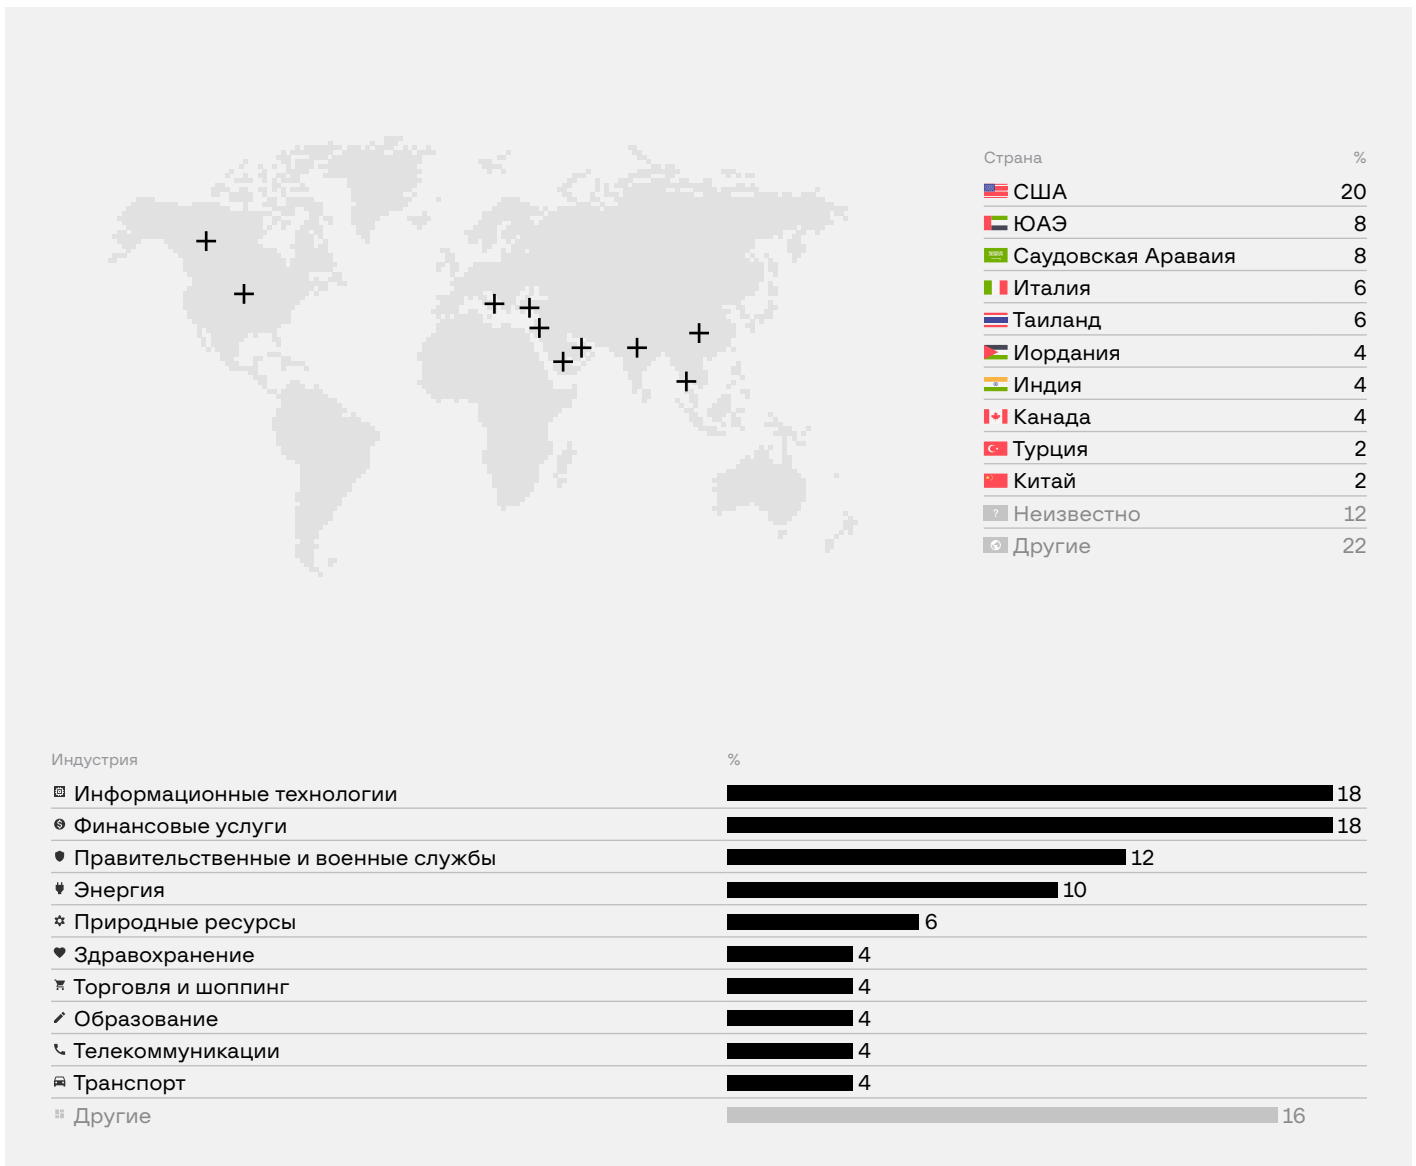 Страна %
США 20
ЮАЭ 8
Саудовская Араваия 8
Италия 6
Таиланд 6
Иордания 4
Индия 4
Канада 4
Турция 2
Китай 2
? Неизвестно 12
Другие 22
Индустрия %
Информационные технологии 18
Финансовые услуги 18
Правительственные и военные службы 12
Энергия 10
Природные ресурсы 6
Здравохранение 4
Торговля и шоппинг 4
Образование 4
Телекоммуникации 4
Транспорт 4
Другие 16